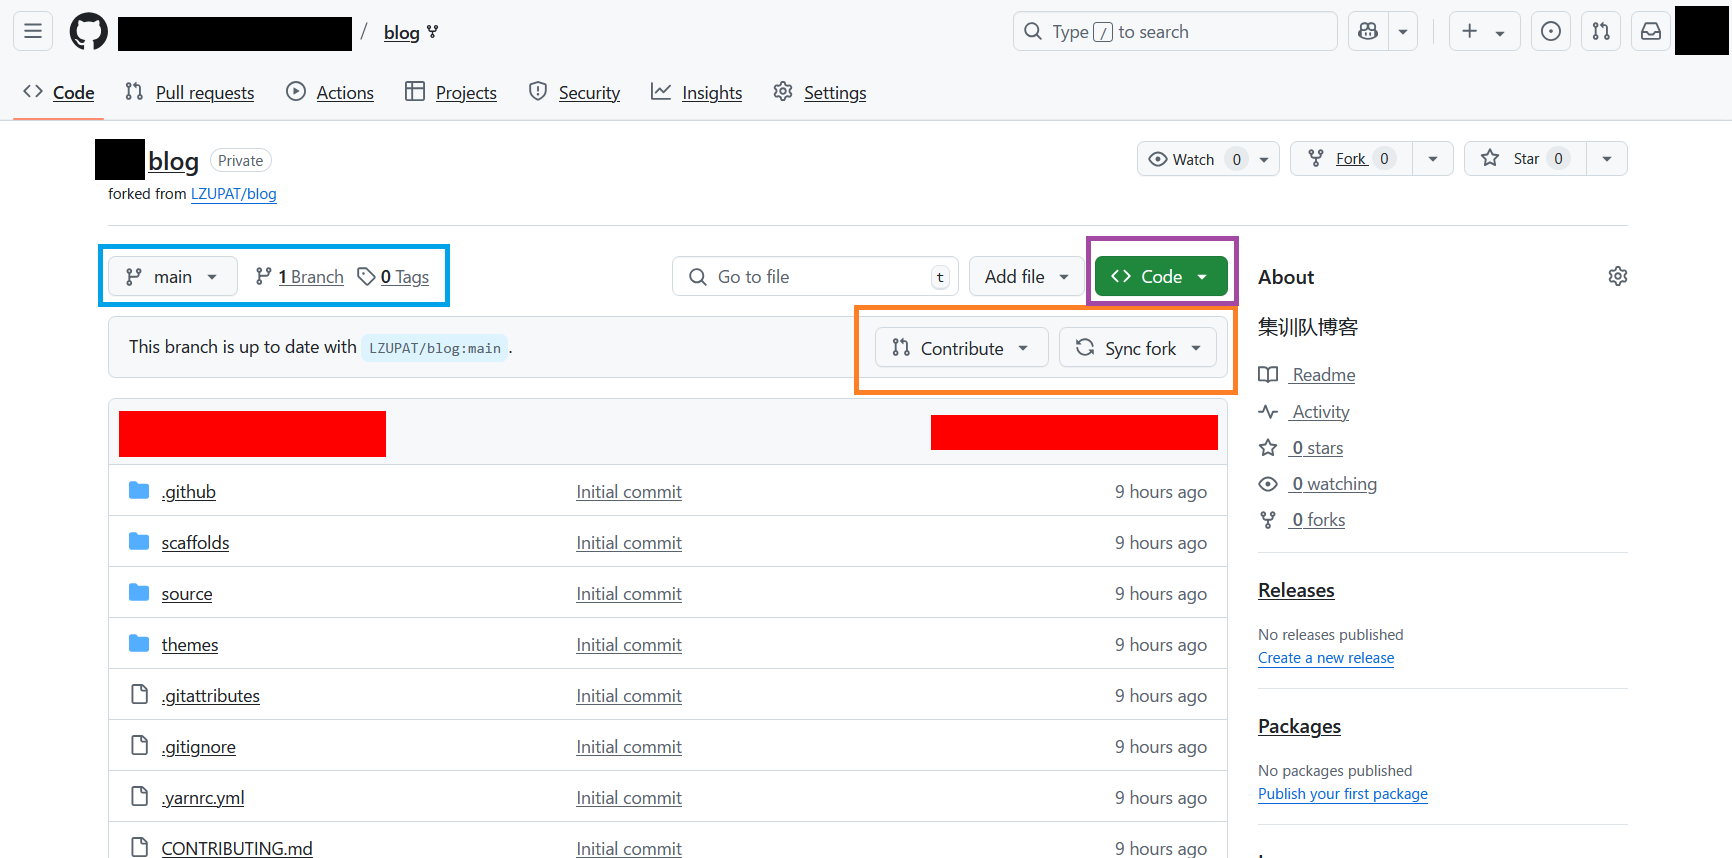 / blog
Type / to search
Code Pull requests Actions Projects Security Insights Settings
blog Private
Watch 0 Fork 0 Star 0
forked from LZUPAT/blog
main 1 Branch 0 Tags Go to file t Add file Code
About
集训队博客
This branch is up to date with LZUPAT/blog:main . Contribute Sync fork
Readme
Activity
0 stars
0 watching
0 forks
.github Initial commit 9 hours ago
scaffolds Initial commit 9 hours ago
source Initial commit 9 hours ago
themes Initial commit 9 hours ago
.gitattributes Initial commit 9 hours ago
.gitignore Initial commit 9 hours ago
.yarnrc.yml Initial commit 9 hours ago
CONTRIBUTING.md Initial commit 9 hours ago
Releases
No releases published
Create a new release
Packages
No packages published
Publish your first package